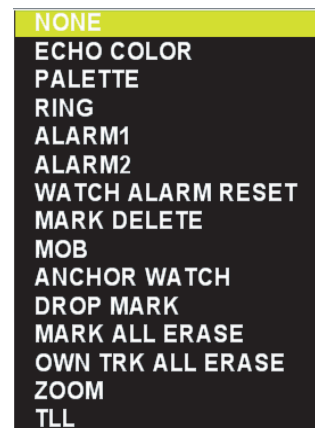 NONE
ECHO COLOR
PALETTE
RING
ALARM1
ALARM2
WATCH ALARM RESET
MARK DELETE
MOB
ANCHOR WATCH
DROP MARK
MARK ALL ERASE
OWN TRK ALL ERASE
ZOOM
TLL